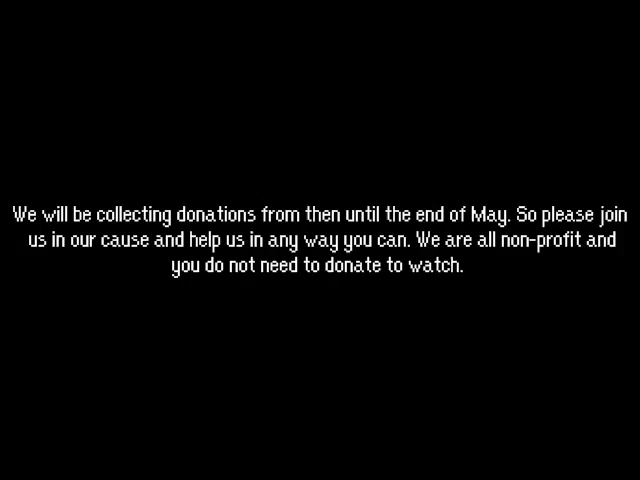 We will be collecting donations from then until the end of May. So please join
us in our cause and help us in any way you can. We are all non-profit and
you do not need to donate to watch.